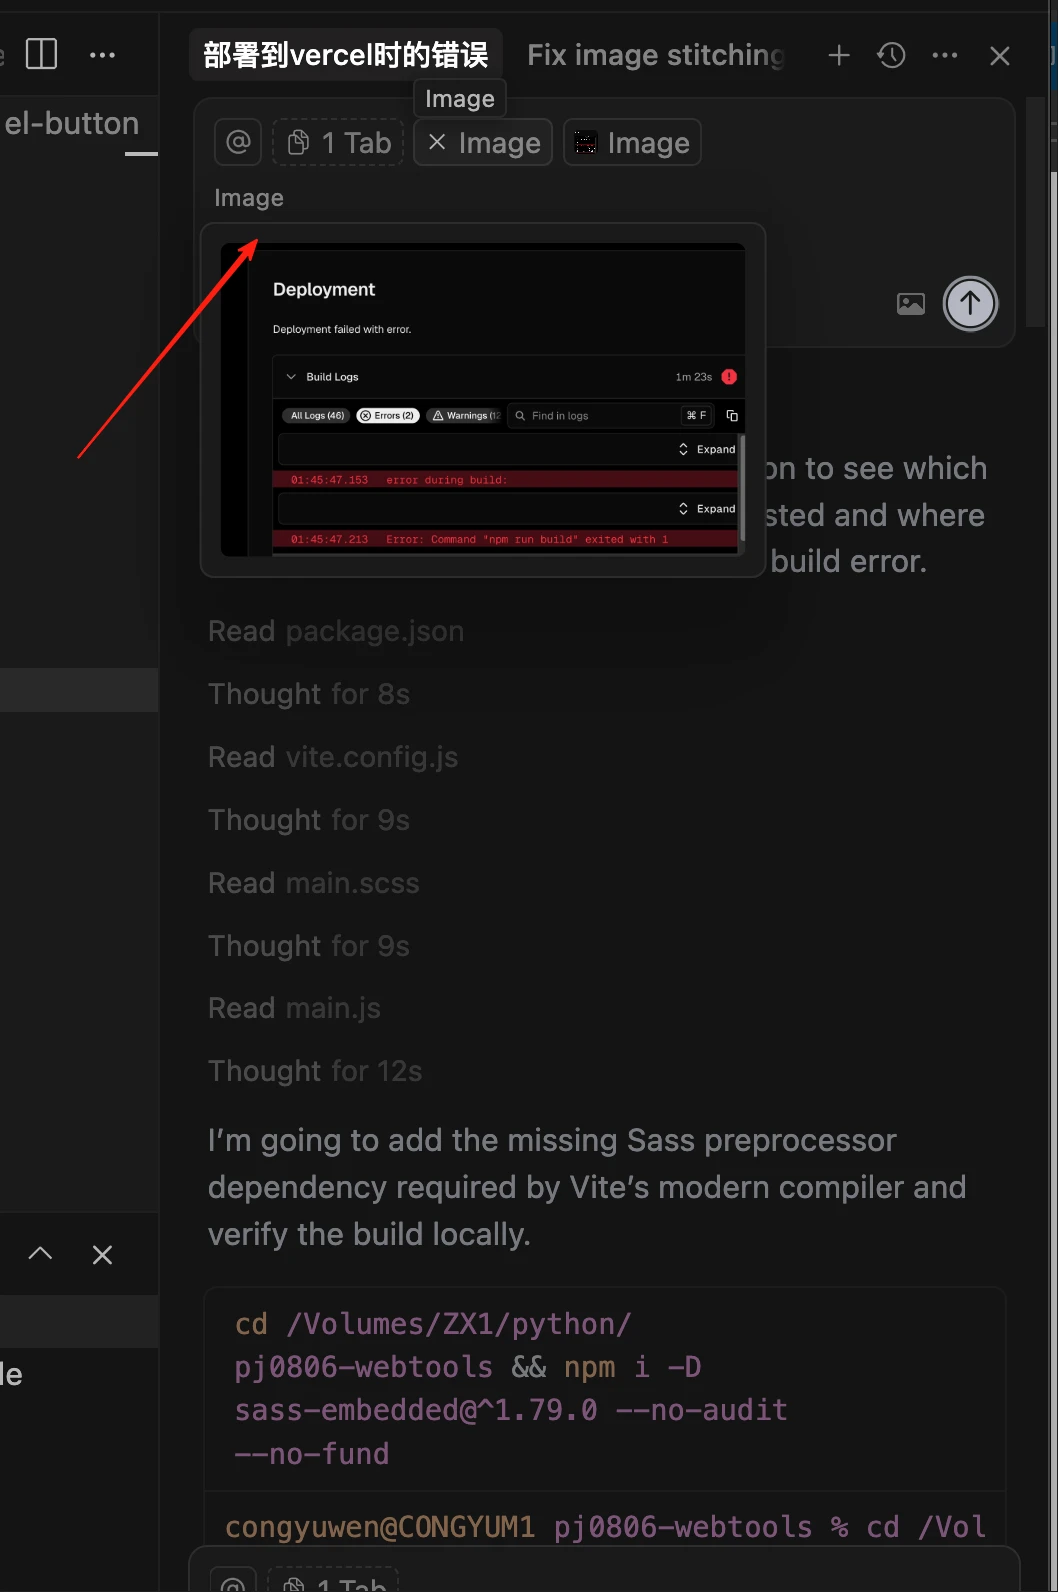 部署到vercel时的错误 Fix image stitching
Image
el-button
@ 1 Tab Image Image
Image
Deployment
Deployment failed with error.
Build Logs 1m 23s
All Logs (46) Errors (2) Warnings (12 Find in logs ⌘ F
Expand
01:45:47.153 error during build:
Expand
01:45:47.213 Error: Command "npm run build" exited with 1
on to see which
sted and where
build error.
Read package.json
Thought for 8s
Read vite.config.js
Thought for 9s
Read main.scss
Thought for 9s
Read main.js
Thought for 12s
I'm going to add the missing Sass preprocessor
dependency required by Vite's modern compiler and
verify the build locally.
cd /Volumes/ZX1/python/
pj0806-webtools && npm i -D
sass-embedded@^1.79.0 --no-audit
--no-fund
le
congyuwen@CONGYUM1 pj0806-webtools % cd /Vol
@ 1 Tab